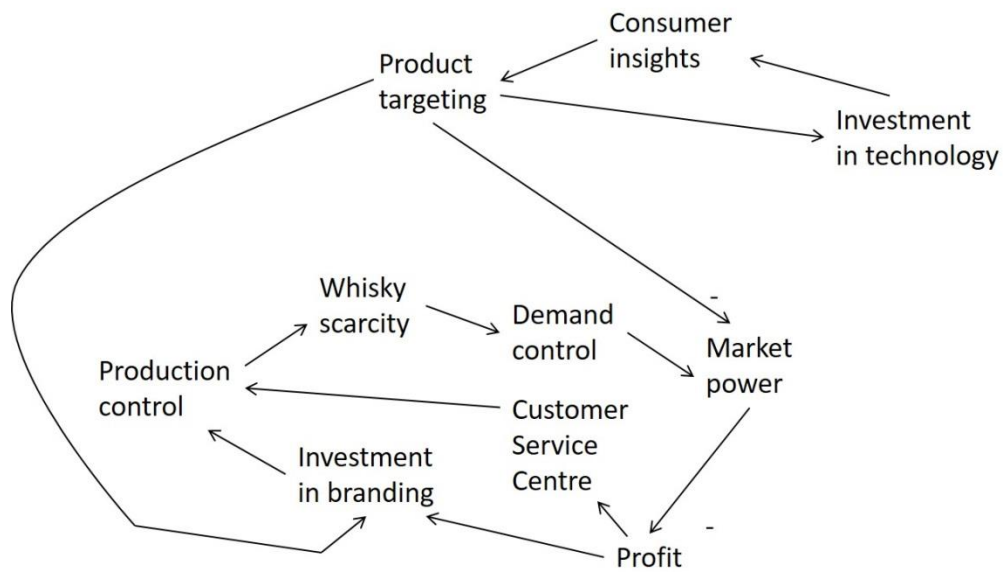 Consumer
insights
Product
targeting
Investment
in technology
Whisky
scarcity
-
Demand
control
Market
power
Production
control
Customer
Service
Centre
Investment
in branding
-
Profit